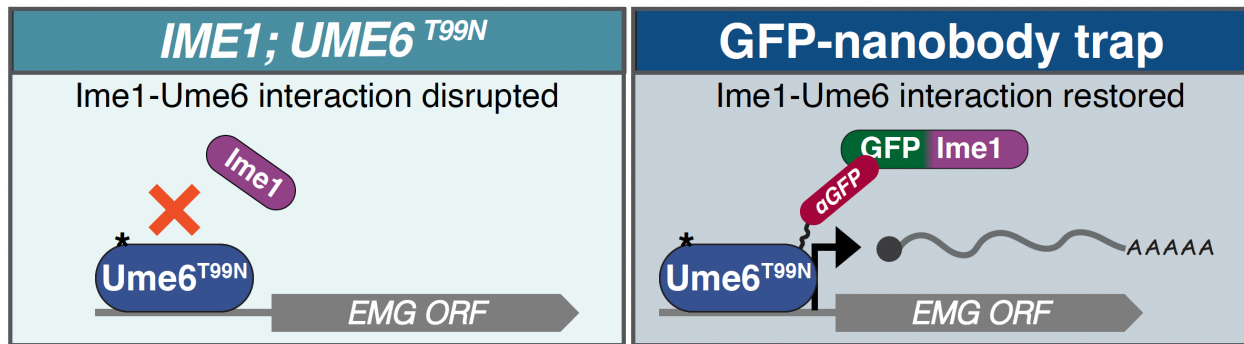 IME1; UME6 T99N
Ime1-Ume6 interaction disrupted
Ime1
*
Ume6T99N
EMG ORF
GFP-nanobody trap
Ime1-Ume6 interaction restored
GFP Ime1
αGFP
*
Ume6T99N
AAAAA
EMG ORF